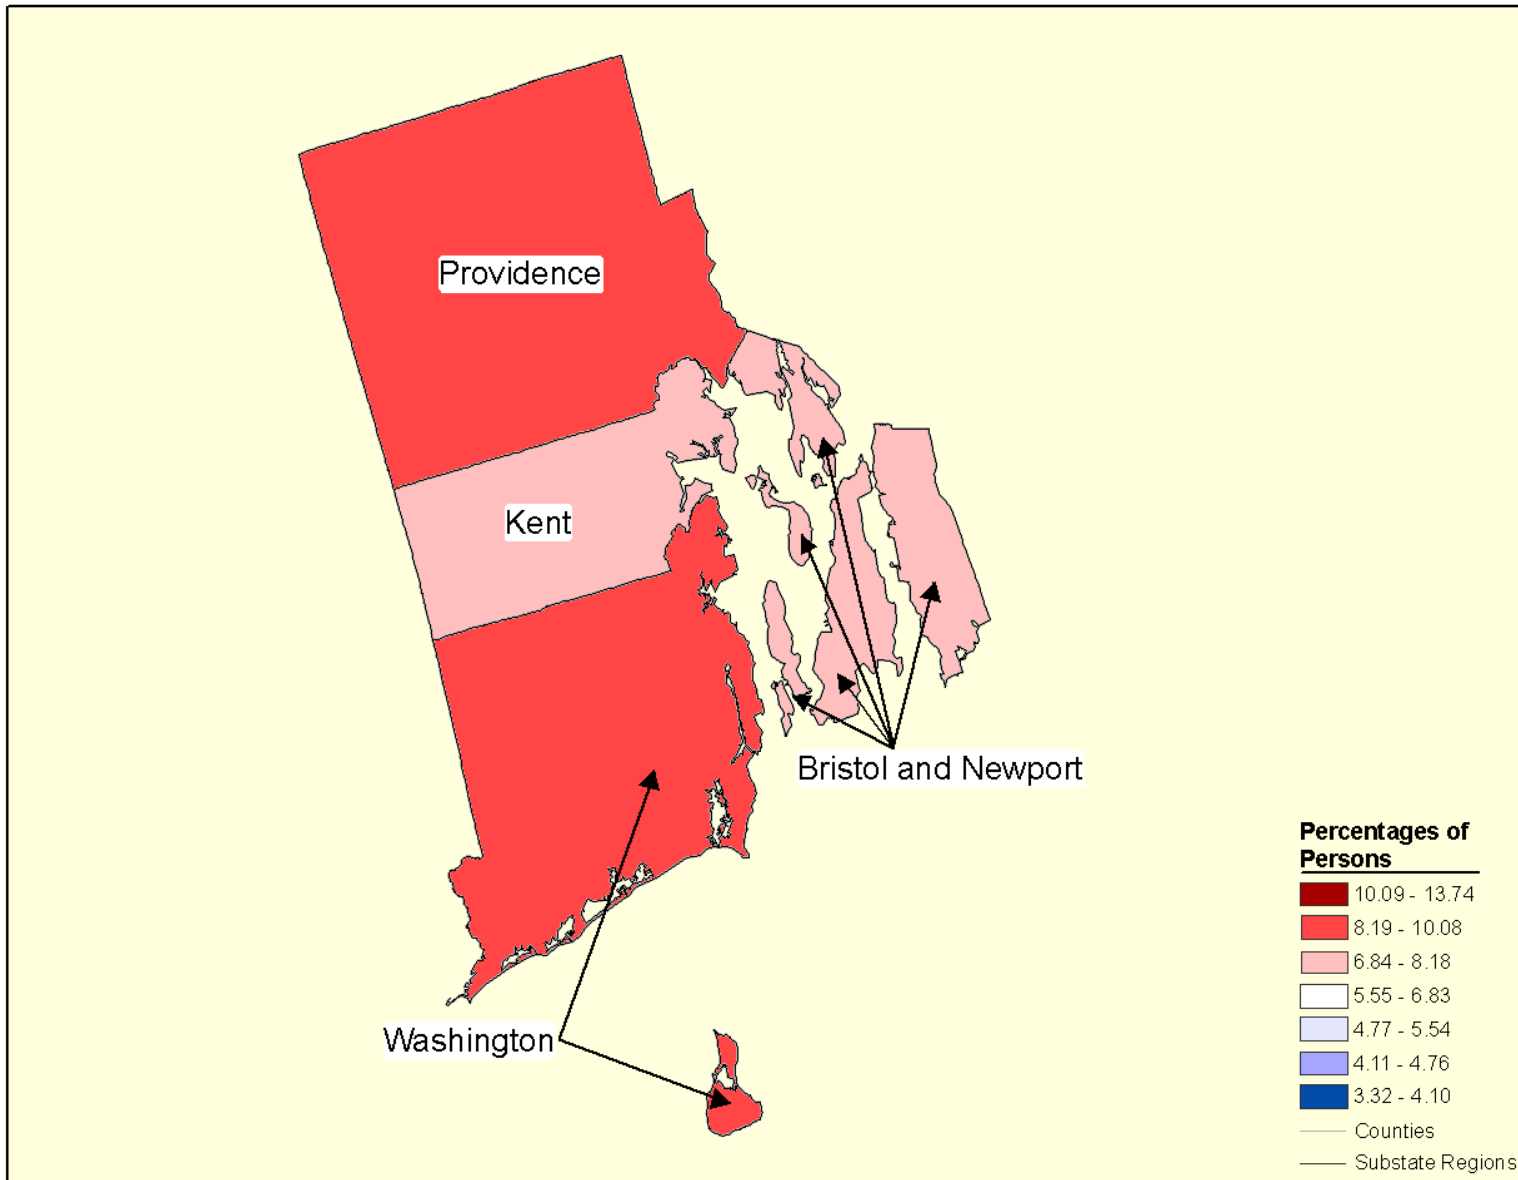 Providence
Kent
Bristol and Newport
Washington
Percentages of
Persons
10.09 - 13.74
8.19 - 10.08
6.84 - 8.18
5.55 - 6.83
4.77 - 5.54
4.11 - 4.76
3.32 - 4.10
Counties
Substate Regions